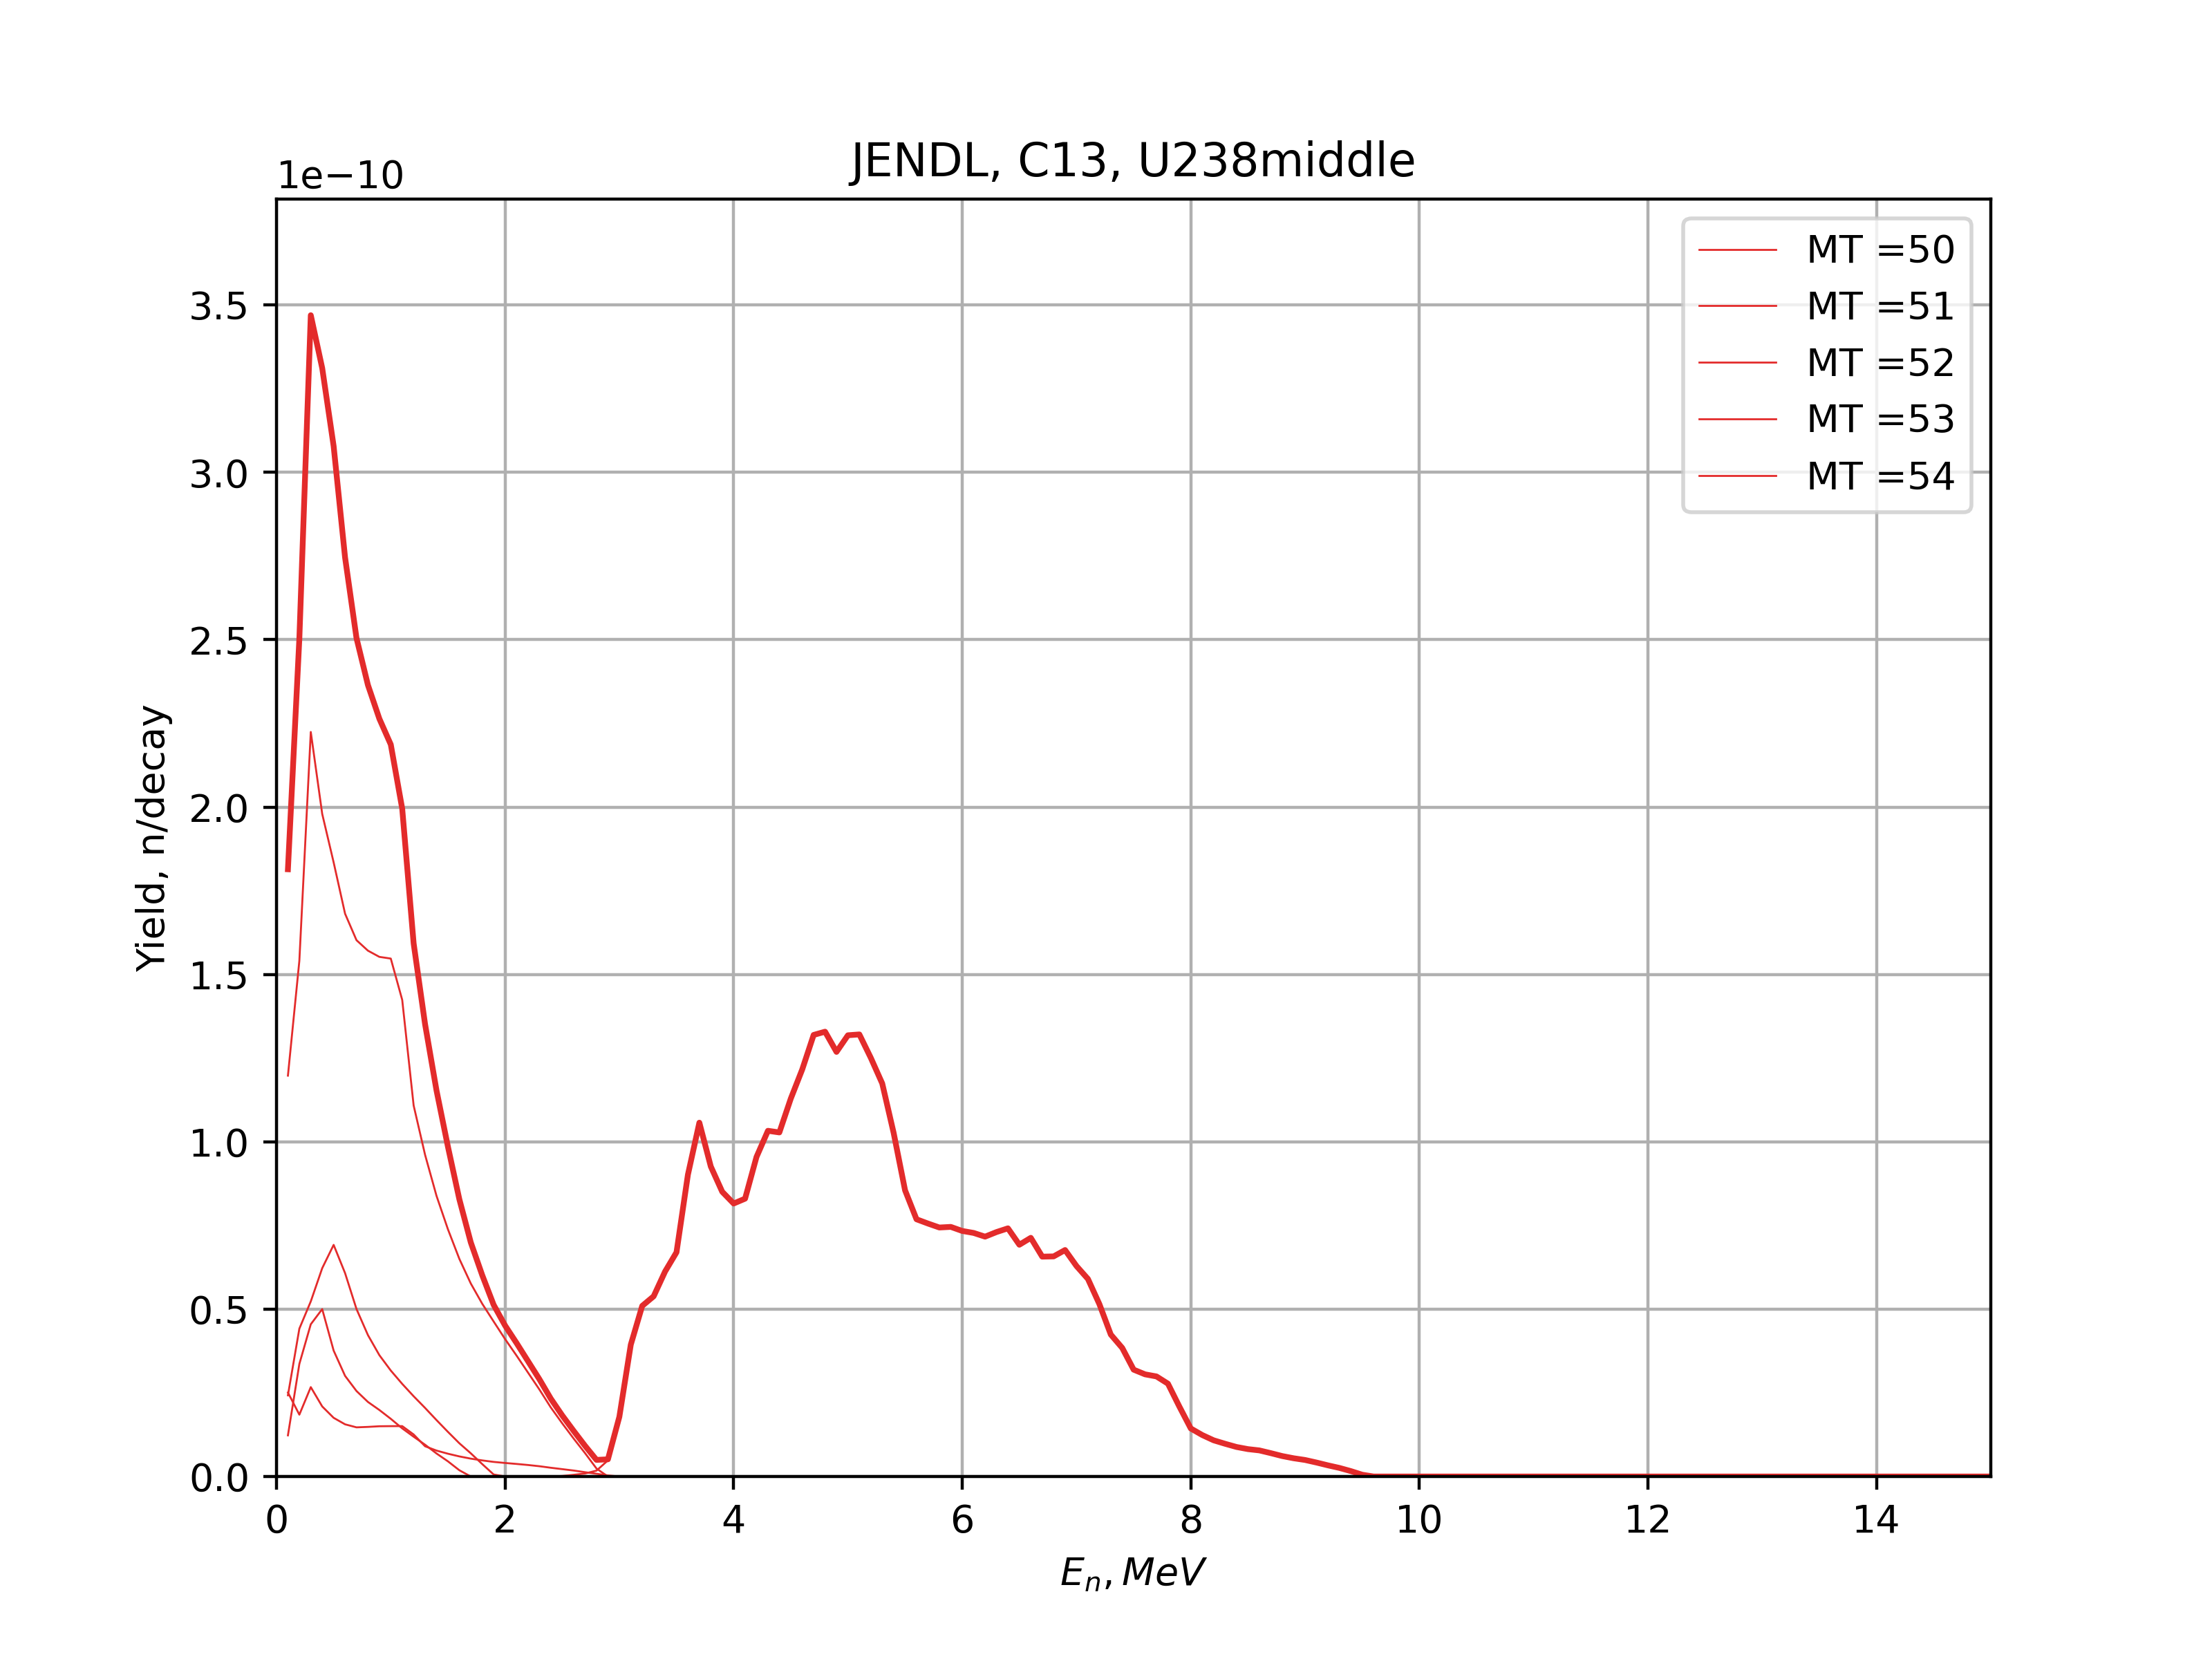 JENDL, C13, U238middle
1e−10
MT =50
MT =51
MT =52
MT =53
MT =54
3.5
3.0
2.5
2.0
1.5
1.0
0.5
0.0
Yield, n/decay
0 2 4 6 8 10 12 14
Eₙ, MeV